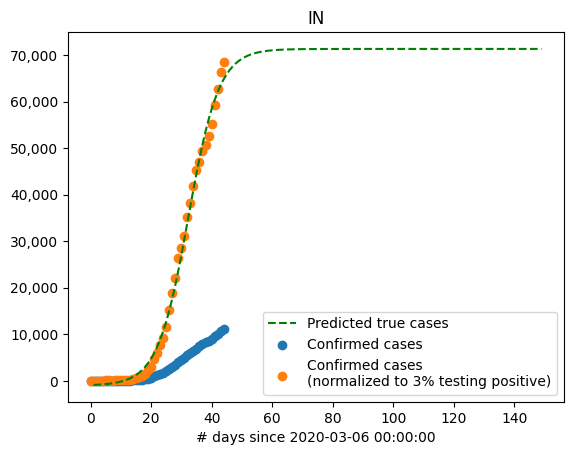 IN
70,000
60,000
50,000
40,000
30,000
20,000
10,000
0
Predicted true cases
Confirmed cases
Confirmed cases
(normalized to 3% testing positive)
0 20 40 60 80 100 120 140
# days since 2020-03-06 00:00:00